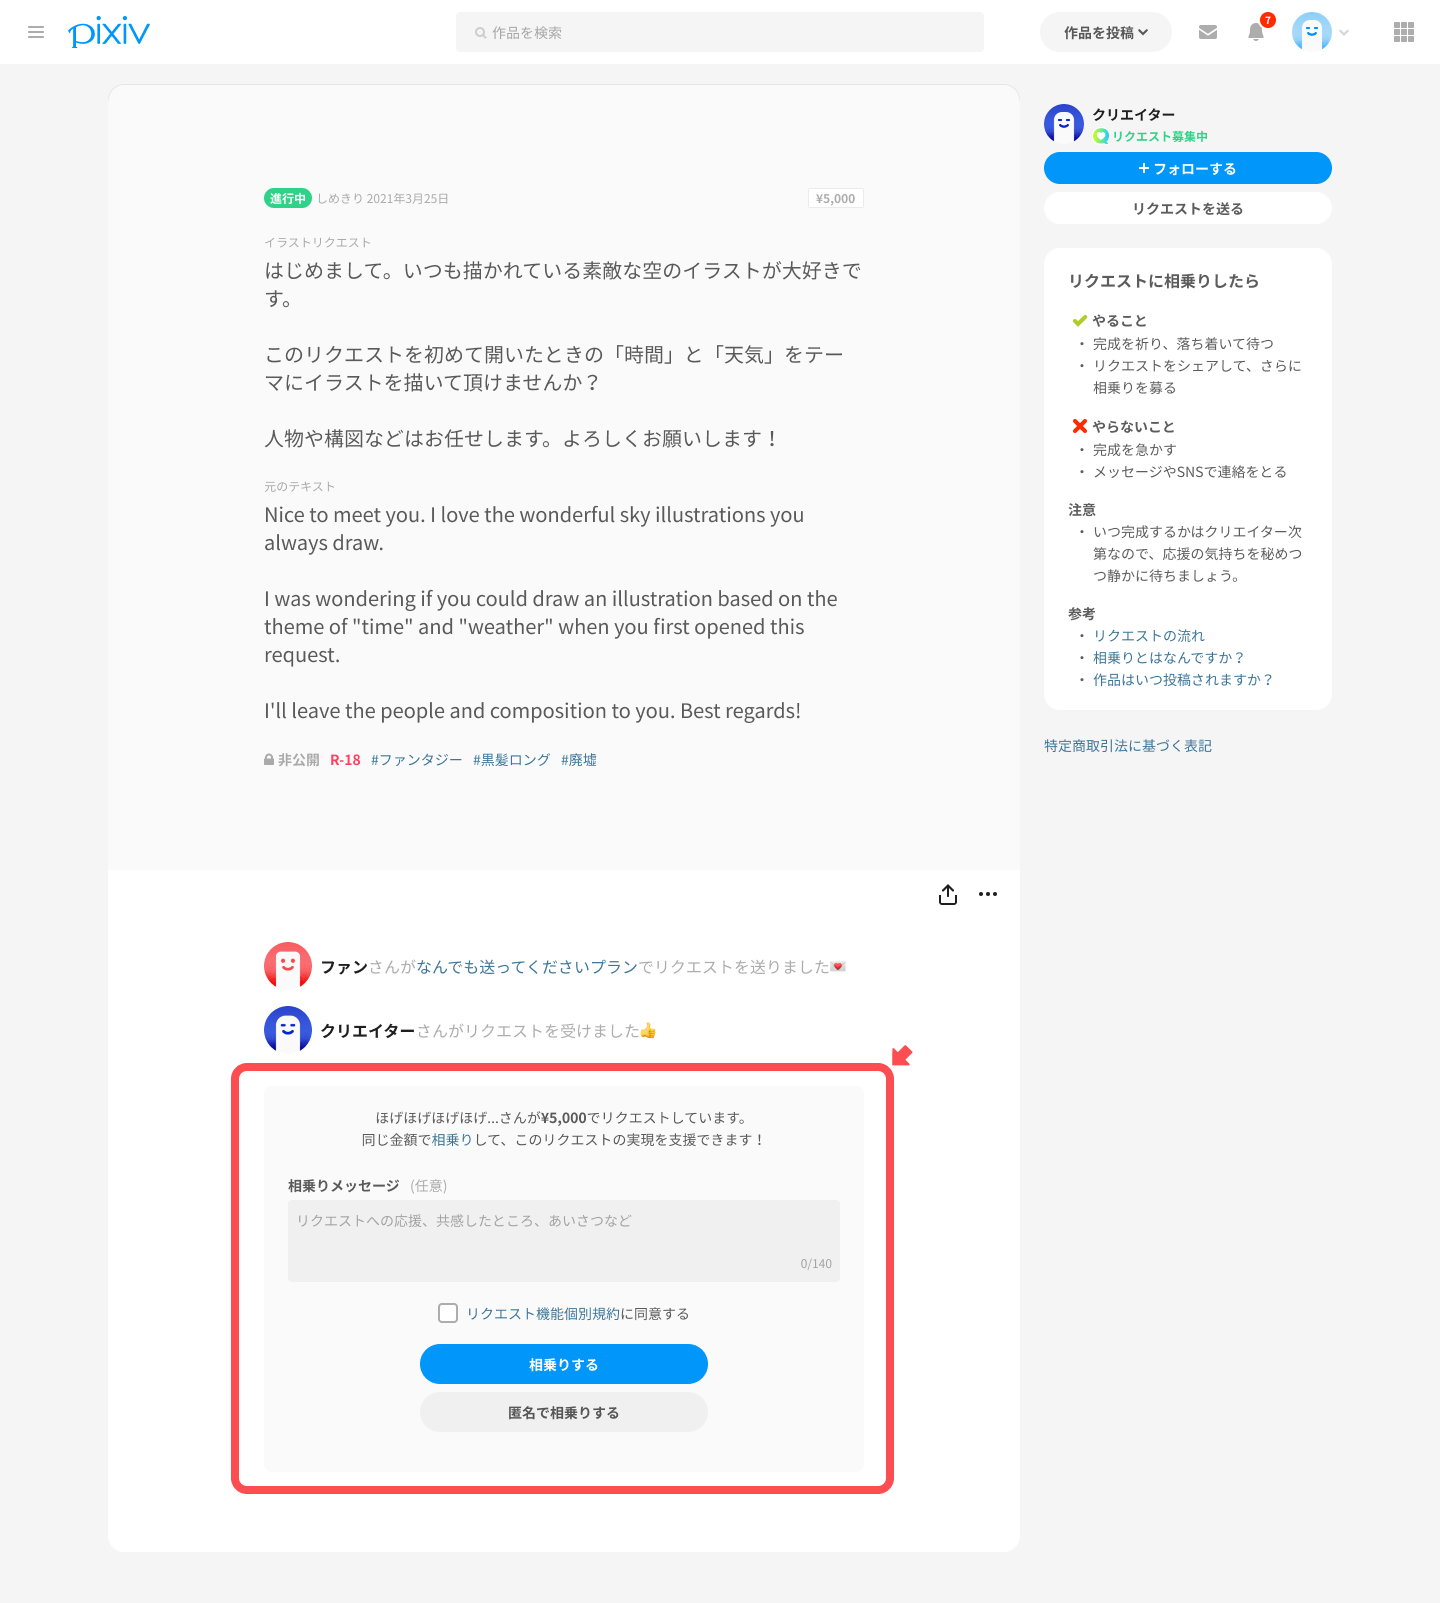 pixiv
作品を検索
作品を投稿
7
進行中 しめきり 2021年3月25日
¥5,000
イラストリクエスト
はじめまして。いつも描かれている素敵な空のイラストが大好きで
す。
このリクエストを初めて開いたときの「時間」と「天気」をテー
マにイラストを描いて頂けませんか？
人物や構図などはお任せします。よろしくお願いします！
元のテキスト
Nice to meet you. I love the wonderful sky illustrations you
always draw.
I was wondering if you could draw an illustration based on the
theme of "time" and "weather" when you first opened this
request.
I'll leave the people and composition to you. Best regards!
非公開 R-18 #ファンタジー #黒髪ロング #廃墟
ファンさんがなんでも送ってくださいプランでリクエストを送りました💌
クリエイターさんがリクエストを受けました👍
ほげほげほげほげ...さんが¥5,000でリクエストしています。
同じ金額で相乗りして、このリクエストの実現を支援できます！
相乗りメッセージ (任意)
リクエストへの応援、共感したところ、あいさつなど
0/140
リクエスト機能個別規約に同意する
相乗りする
匿名で相乗りする
クリエイター
リクエスト募集中
+ フォローする
リクエストを送る
リクエストに相乗りしたら
やること
・ 完成を祈り、落ち着いて待つ
・ リクエストをシェアして、さらに
相乗りを募る
やらないこと
・ 完成を急かす
・ メッセージやSNSで連絡をとる
注意
・ いつ完成するかはクリエイター次
第なので、応援の気持ちを秘めつ
つ静かに待ちましょう。
参考
・ リクエストの流れ
・ 相乗りとはなんですか？
・ 作品はいつ投稿されますか？
特定商取引法に基づく表記